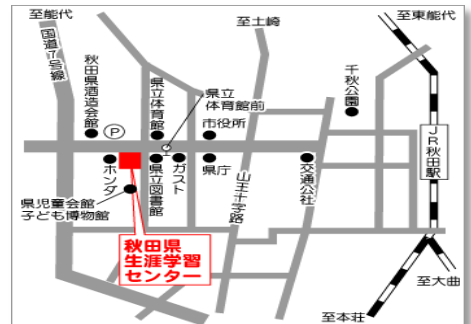 至能代
至土崎
至東能代
国道7号線
秋田県酒造会館
P
県立体育館
県立
体育館前
市役所
千秋公園
JR秋田駅
ホンダ
県立図書館
ガスト
県庁
山王十字路
交通公社
県児童会館
子ども博物館
秋田県
生涯学習
センター
至大曲
至本荘